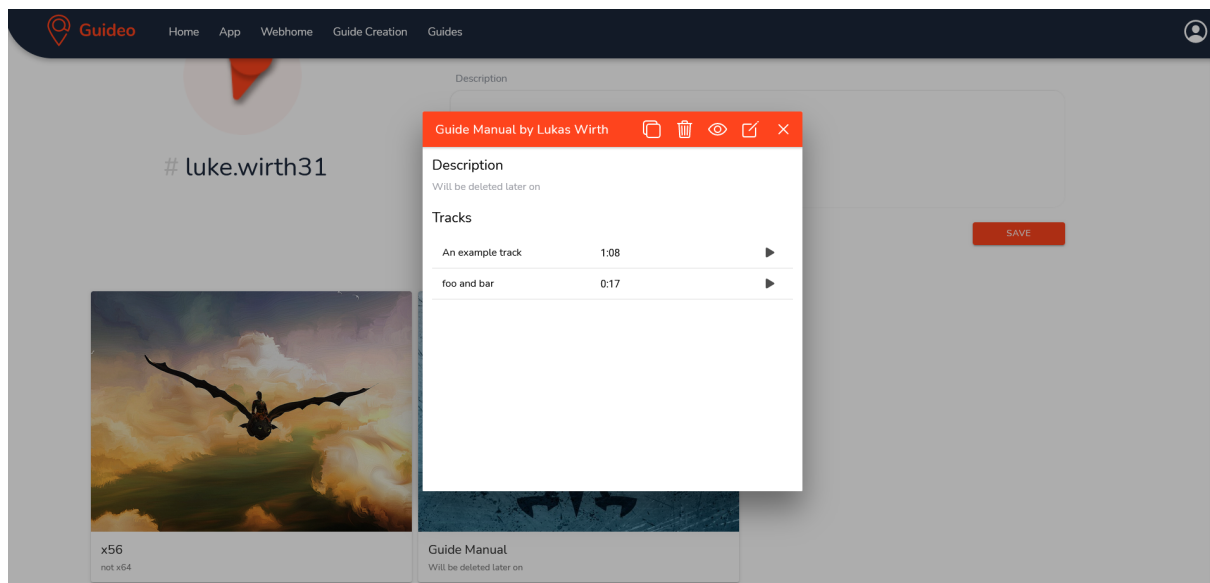 Guideo Home App Webhome Guide Creation Guides
Description
Guide Manual by Lukas Wirth
# luke.wirth31
Description
Will be deleted later on
Tracks
SAVE
An example track 1:08
foo and bar 0:17
x56
not x64
Guide Manual
Will be deleted later on